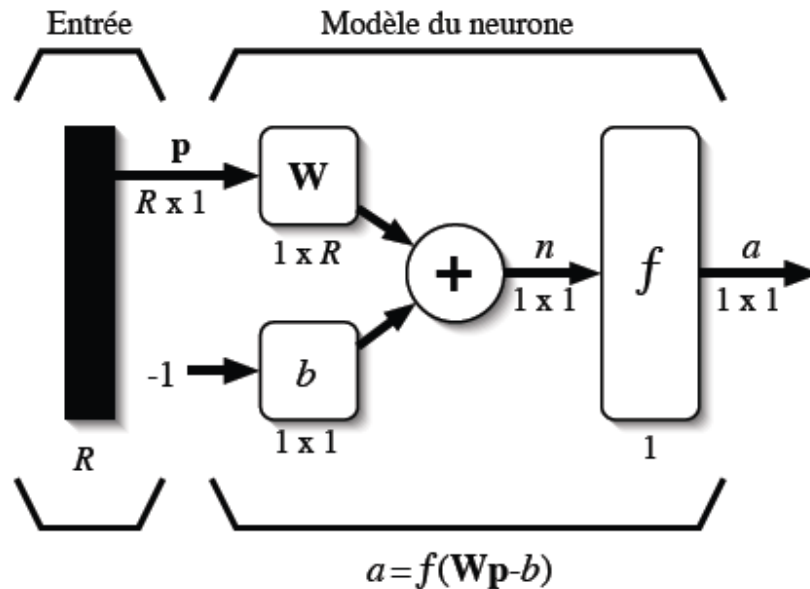 Entrée
Modèle du neurone
p
R x 1
W
1 x R
+
n
1 x 1
f
a
1 x 1
-1
b
1 x 1
R
1
a=f(Wp-b)